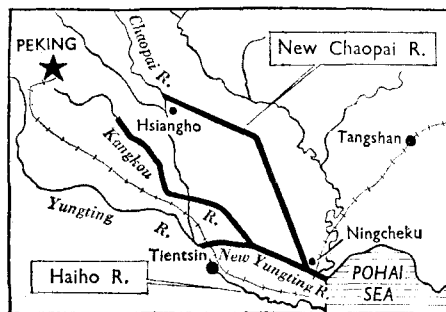 PEKING
Chaopai R.
New Chaopai R.
Hsiangho
Tangshan
Kangkou R.
Yungting R.
Ningcheku
Tientsin
New Yungting R.
Haiho R.
POHAI
SEA